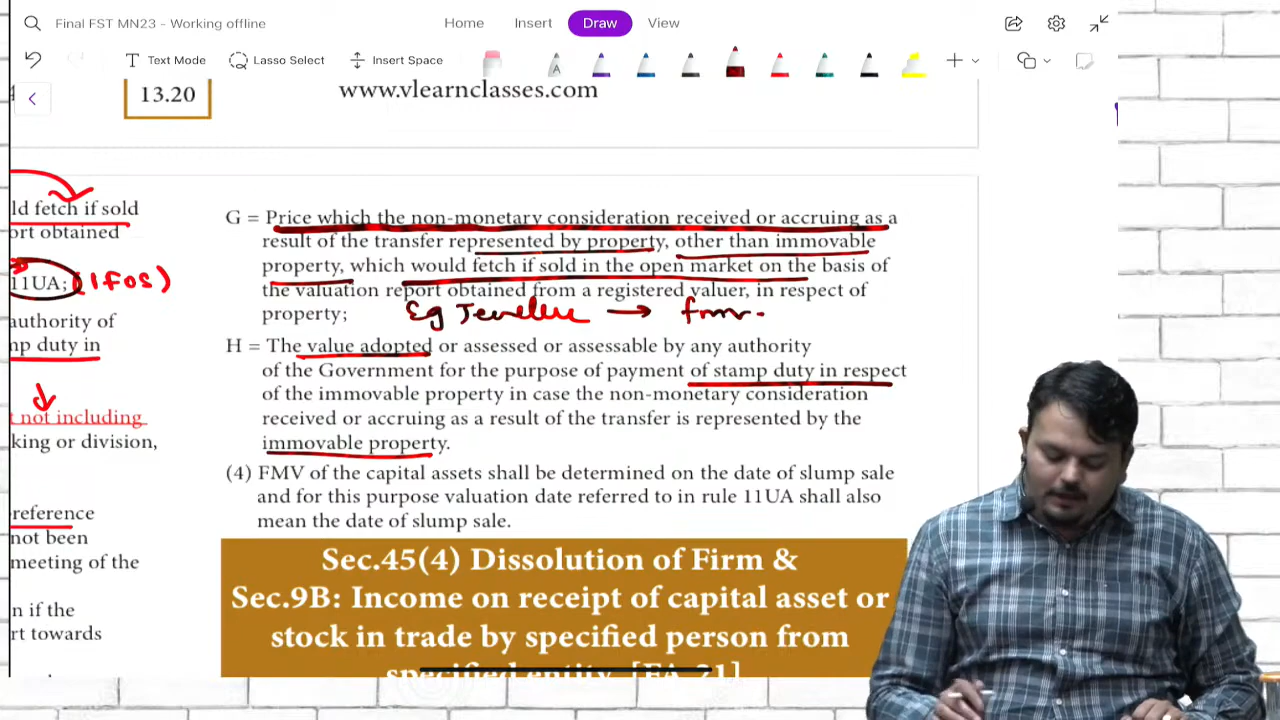 Final FST MN23 - Working offline
Home
Insert
Draw
View
Text Mode
Lasso Select
Insert Space
13.20
www.vlearnclasses.com
ld fetch if sold
ort obtained
11UA; (IFOS)
authority of
mp duty in
t not including
king or division,
reference
not been
meeting of the
n if the
rt towards
G = Price which the non-monetary consideration received or accruing as a
result of the transfer represented by property, other than immovable
property, which would fetch if sold in the open market on the basis of
the valuation report obtained from a registered valuer, in respect of
property;
Eg → fmv.
H = The value adopted or assessed or assessable by any authority
of the Government for the purpose of payment of stamp duty in respect
of the immovable property in case the non-monetary consideration
received or accruing as a result of the transfer is represented by the
immovable property.
(4) FMV of the capital assets shall be determined on the date of slump sale
and for this purpose valuation date referred to in rule 11UA shall also
mean the date of slump sale.
Sec.45(4) Dissolution of Firm &
Sec.9B: Income on receipt of capital asset or
stock in trade by specified person from
specified entity [FA-21]